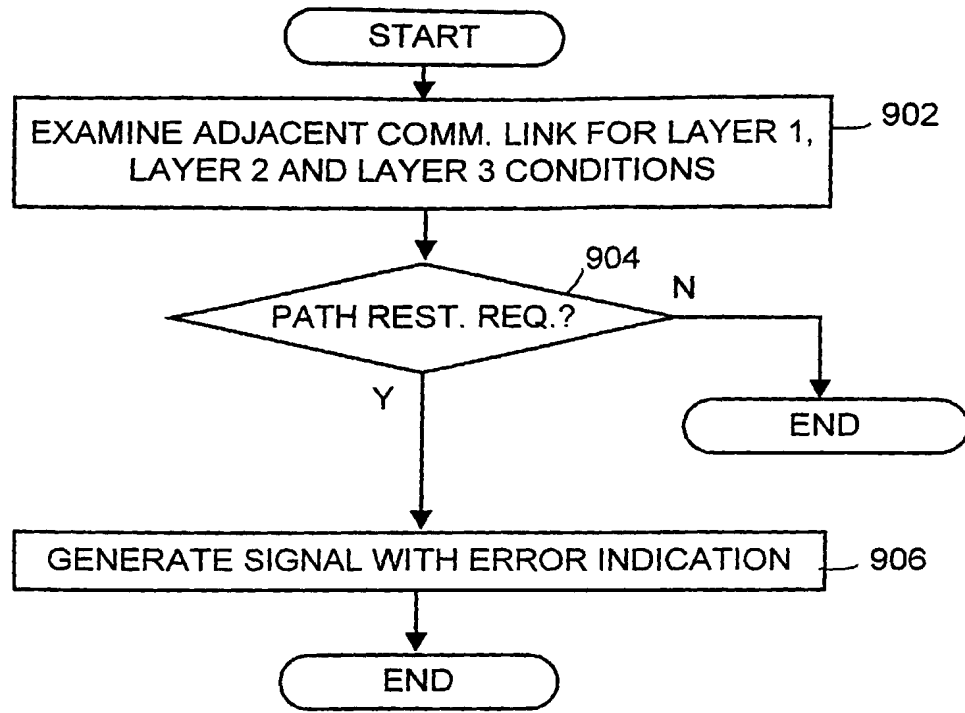 START
EXAMINE ADJACENT COMM. LINK FOR LAYER 1,
LAYER 2 AND LAYER 3 CONDITIONS
902
904
PATH REST. REQ.?
N
Y
END
GENERATE SIGNAL WITH ERROR INDICATION
906
END